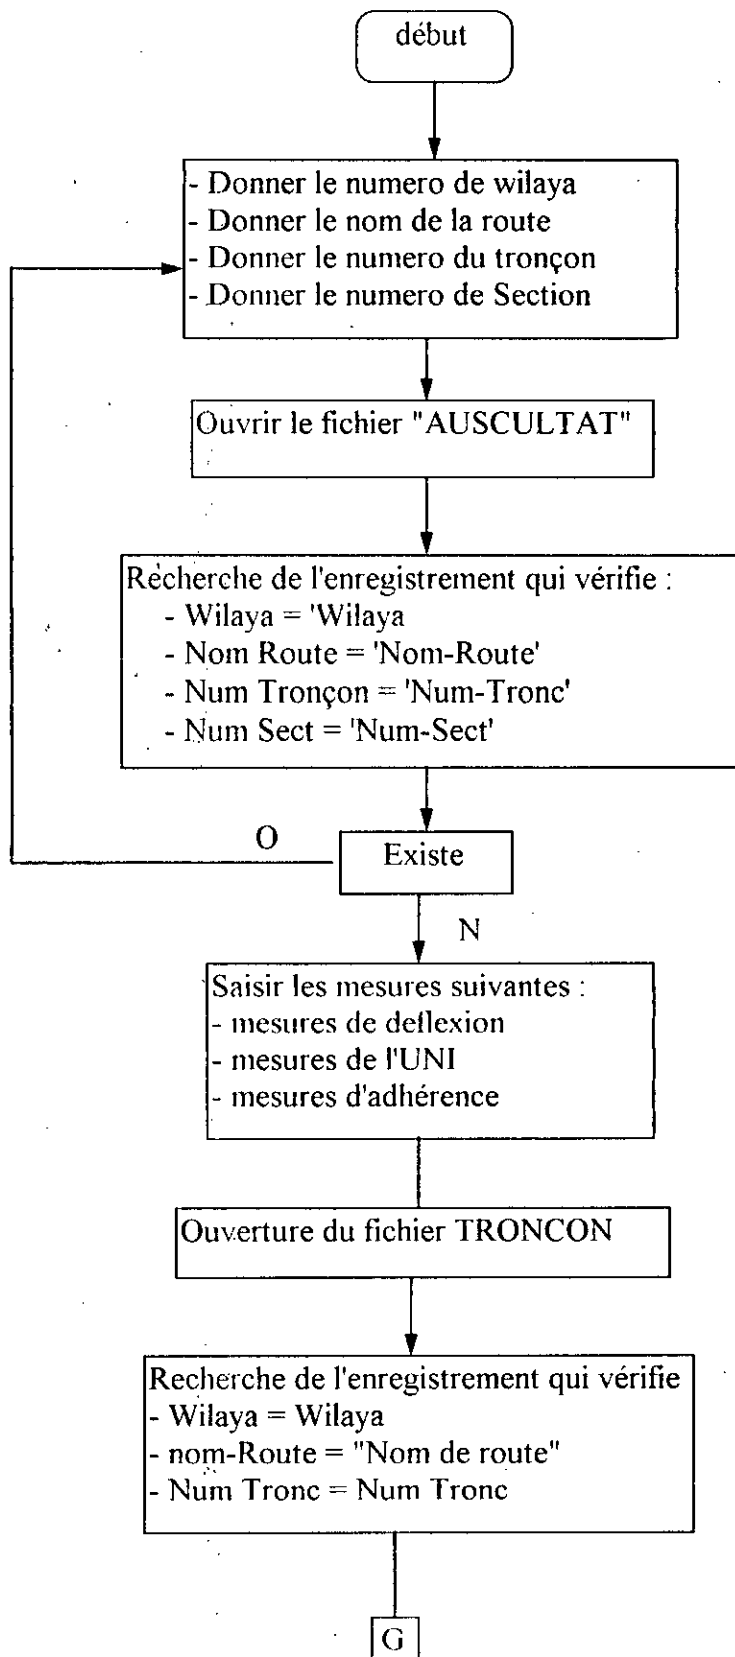 début
- Donner le numero de wilaya
- Donner le nom de la route
- Donner le numero du tronçon
- Donner le numero de Section
Ouvrir le fichier "AUSCULTAT"
Recherche de l'enregistrement qui vérifie :
- Wilaya = 'Wilaya
- Nom Route = 'Nom-Route'
- Num Tronçon = 'Num-Tronc'
- Num Sect = 'Num-Sect'
O
Existe
N
Saisir les mesures suivantes :
- mesures de deflexion
- mesures de l'UNI
- mesures d'adhérence
Ouverture du fichier TRONCON
Recherche de l'enregistrement qui vérifie
- Wilaya = Wilaya
- nom-Route = "Nom de route"
- Num Tronc = Num Tronc
G